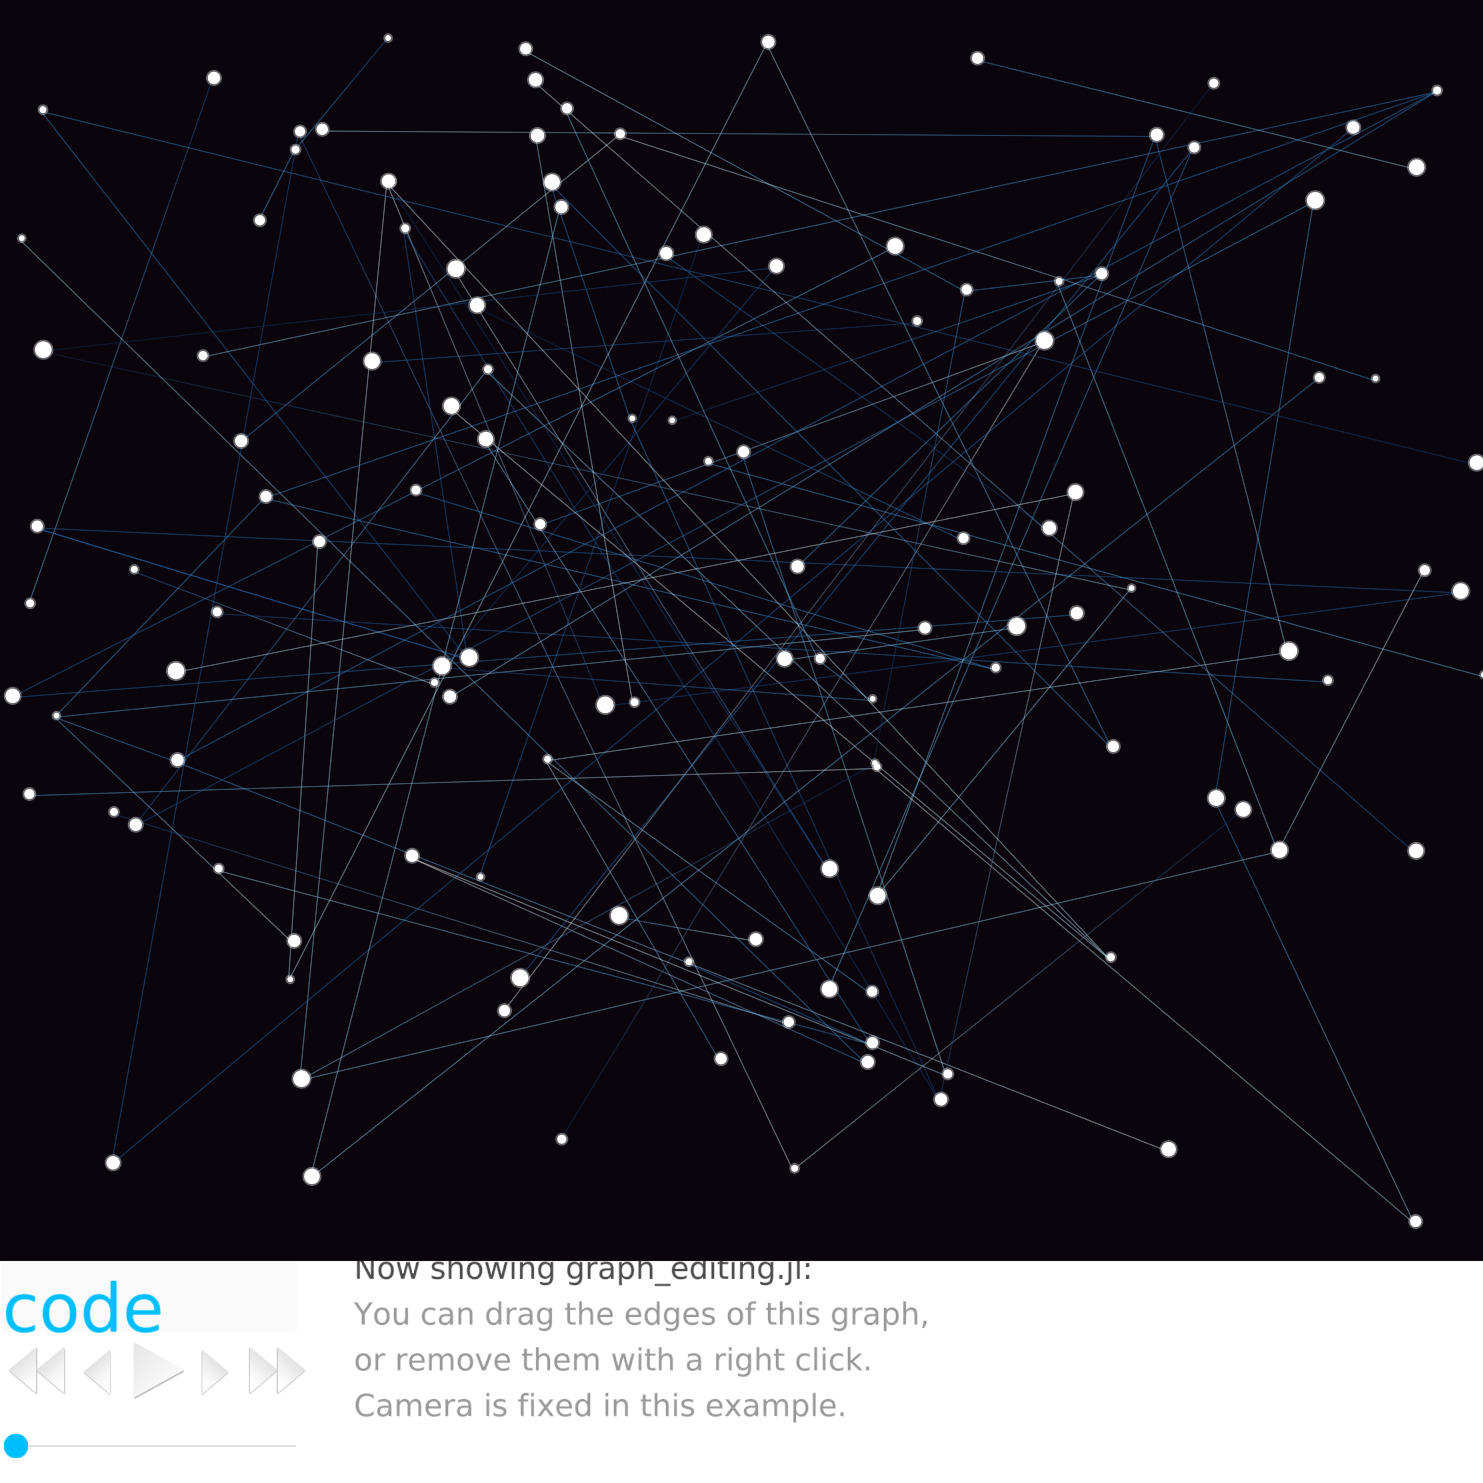 Now showing graph_editing.jl:
code
You can drag the edges of this graph,
or remove them with a right click.
Camera is fixed in this example.